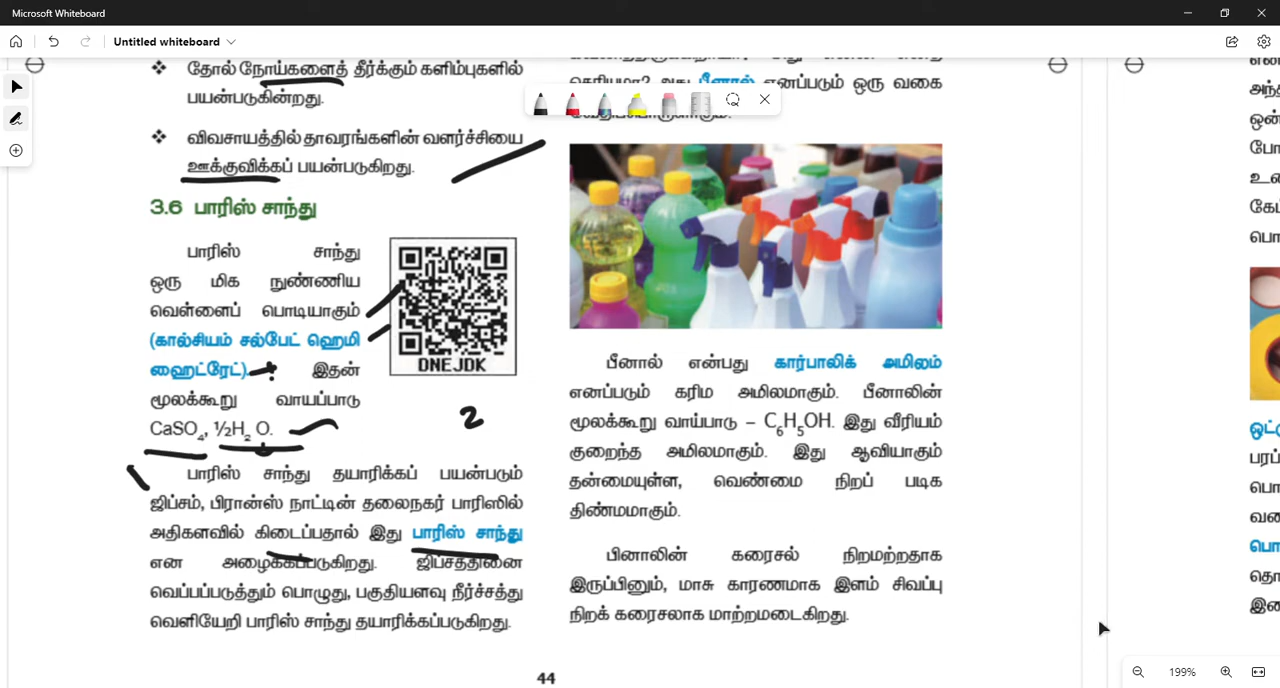 Microsoft Whiteboard
Untitled whiteboard
தோல் நோய்களைத் தீர்க்கும் களிம்புகளில்
பயன்படுகின்றது.
விவசாயத்தில் தாவரங்களின் வளர்ச்சியை
ஊக்குவிக்கப் பயன்படுகிறது.
3.6 பாரிஸ் சாந்து
பாரிஸ் சாந்து
ஒரு மிக நுண்ணிய
வெள்ளைப் பொடியாகும்
(கால்சியம் சல்பேட் ஹெமி
ஹைட்ரேட்). இதன்
மூலக்கூறு வாயப்பாடு
CaSO₄, ½H₂ O.
DNEJDK
2
பாரிஸ் சாந்து தயாரிக்கப் பயன்படும்
ஜிப்சம், பிரான்ஸ் நாட்டின் தலைநகர் பாரிஸில்
அதிகளவில் கிடைப்பதால் இது பாரிஸ் சாந்து
என அழைக்கப்படுகிறது. ஜிப்சத்தினை
வெப்பப்படுத்தும் பொழுது, பகுதியளவு நீர்ச்சத்து
வெளியேறி பாரிஸ் சாந்து தயாரிக்கப்படுகிறது.
தெரியுமா? அது பீனால் எனப்படும் ஒரு வகை
பீனால் என்பது கார்பாலிக் அமிலம்
எனப்படும் கரிம அமிலமாகும். பீனாலின்
மூலக்கூறு வாய்பாடு – C₆H₅OH. இது வீரியம்
குறைந்த அமிலமாகும். இது ஆவியாகும்
தன்மையுள்ள, வெண்மை நிறப் படிக
திண்மமாகும்.
பினாலின் கரைசல் நிறமற்றதாக
இருப்பினும், மாசு காரணமாக இளம் சிவப்பு
நிறக் கரைசலாக மாற்றமடைகிறது.
44
199%